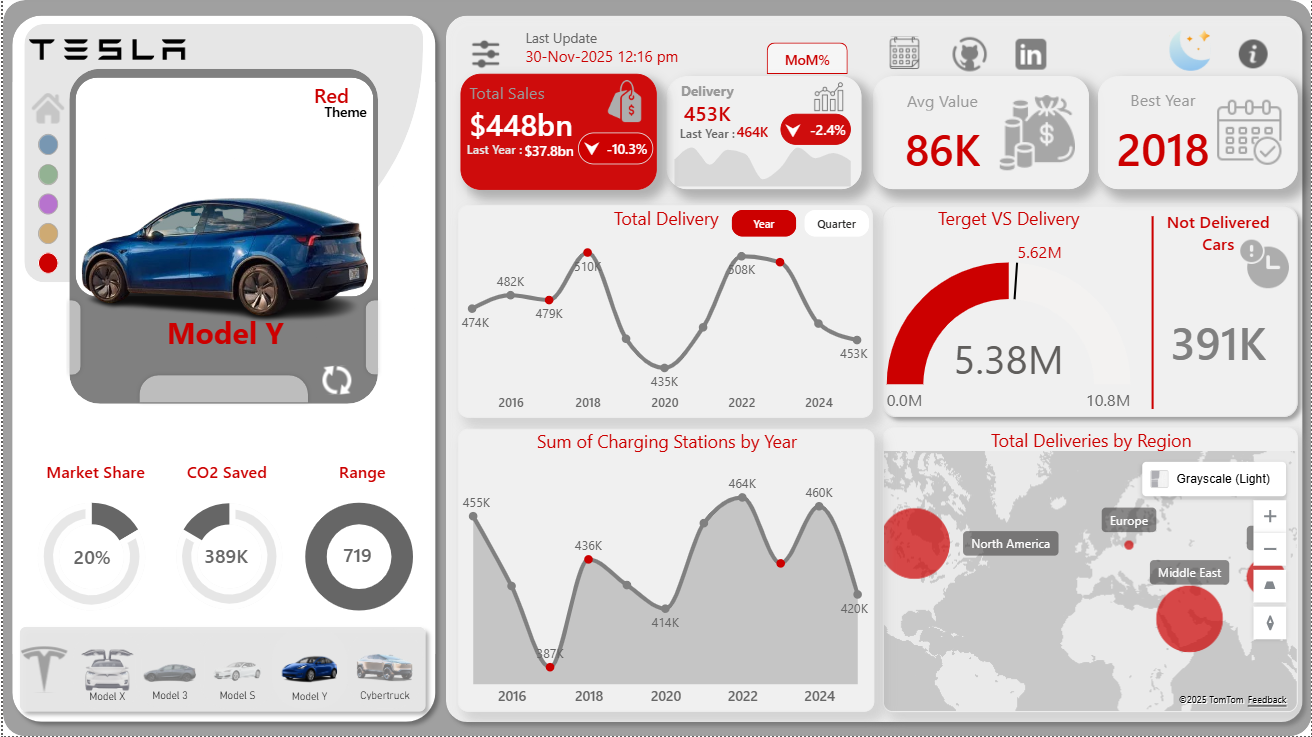 TESLA
Red
Theme
Model Y
Market Share
CO2 Saved
Range
20%
389K
719
Model X
Model 3
Model S
Model Y
Cybertruck
Last Update
30-Nov-2025 12:16 pm
MoM%
Total Sales
$448bn
Last Year : $37.8bn
-10.3%
Delivery
453K
Last Year : 464K
-2.4%
Avg Value
86K
Best Year
2018
Total Delivery
Year
Quarter
474K
482K
479K
510K
435K
508K
453K
2016
2018
2020
2022
2024
Terget VS Delivery
5.62M
5.38M
0.0M
10.8M
Not Delivered
Cars
391K
Sum of Charging Stations by Year
455K
387K
436K
414K
464K
460K
420K
2016
2018
2020
2022
2024
Total Deliveries by Region
Grayscale (Light)
Europe
North America
Middle East
©2025 TomTom Feedback